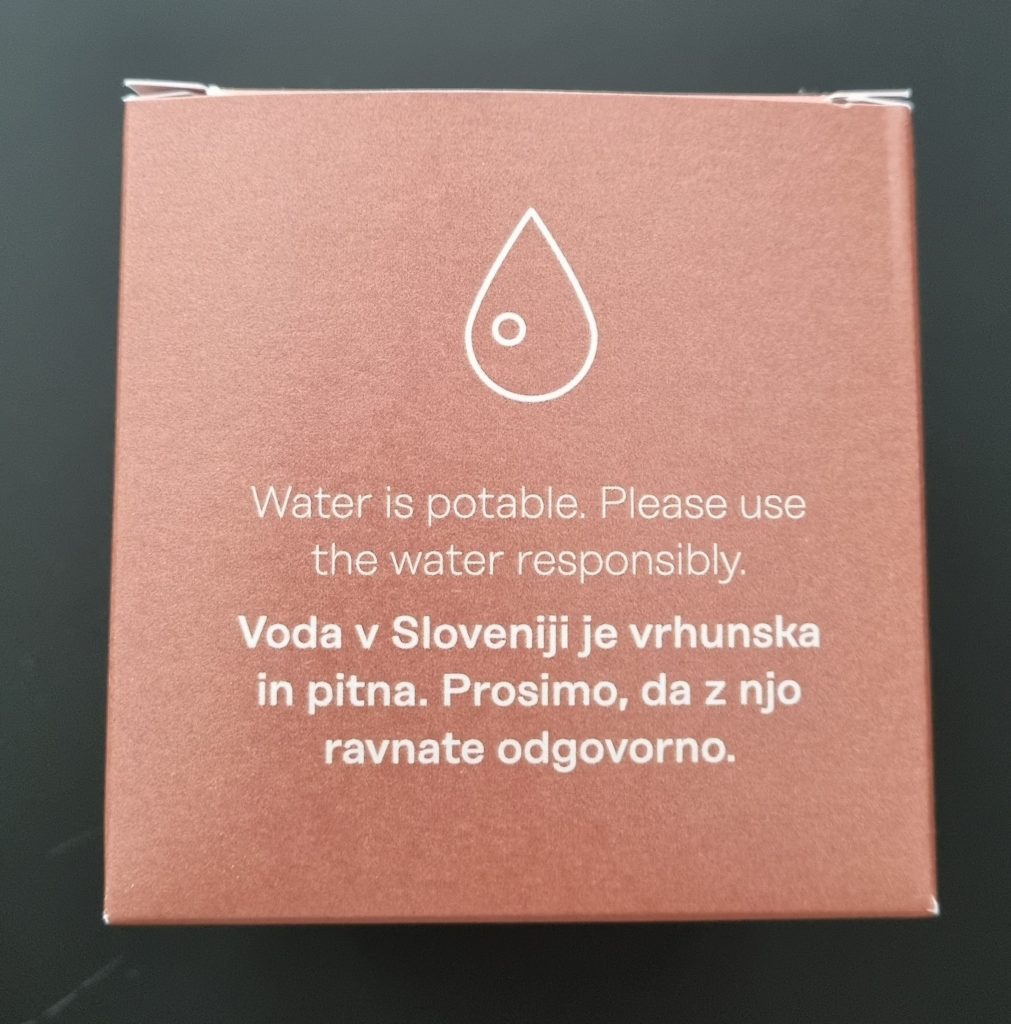 Water is potable. Please use
the water responsibly.
Voda v Sloveniji je vrhunska
in pitna. Prosimo, da z njo
ravnate odgovorno.